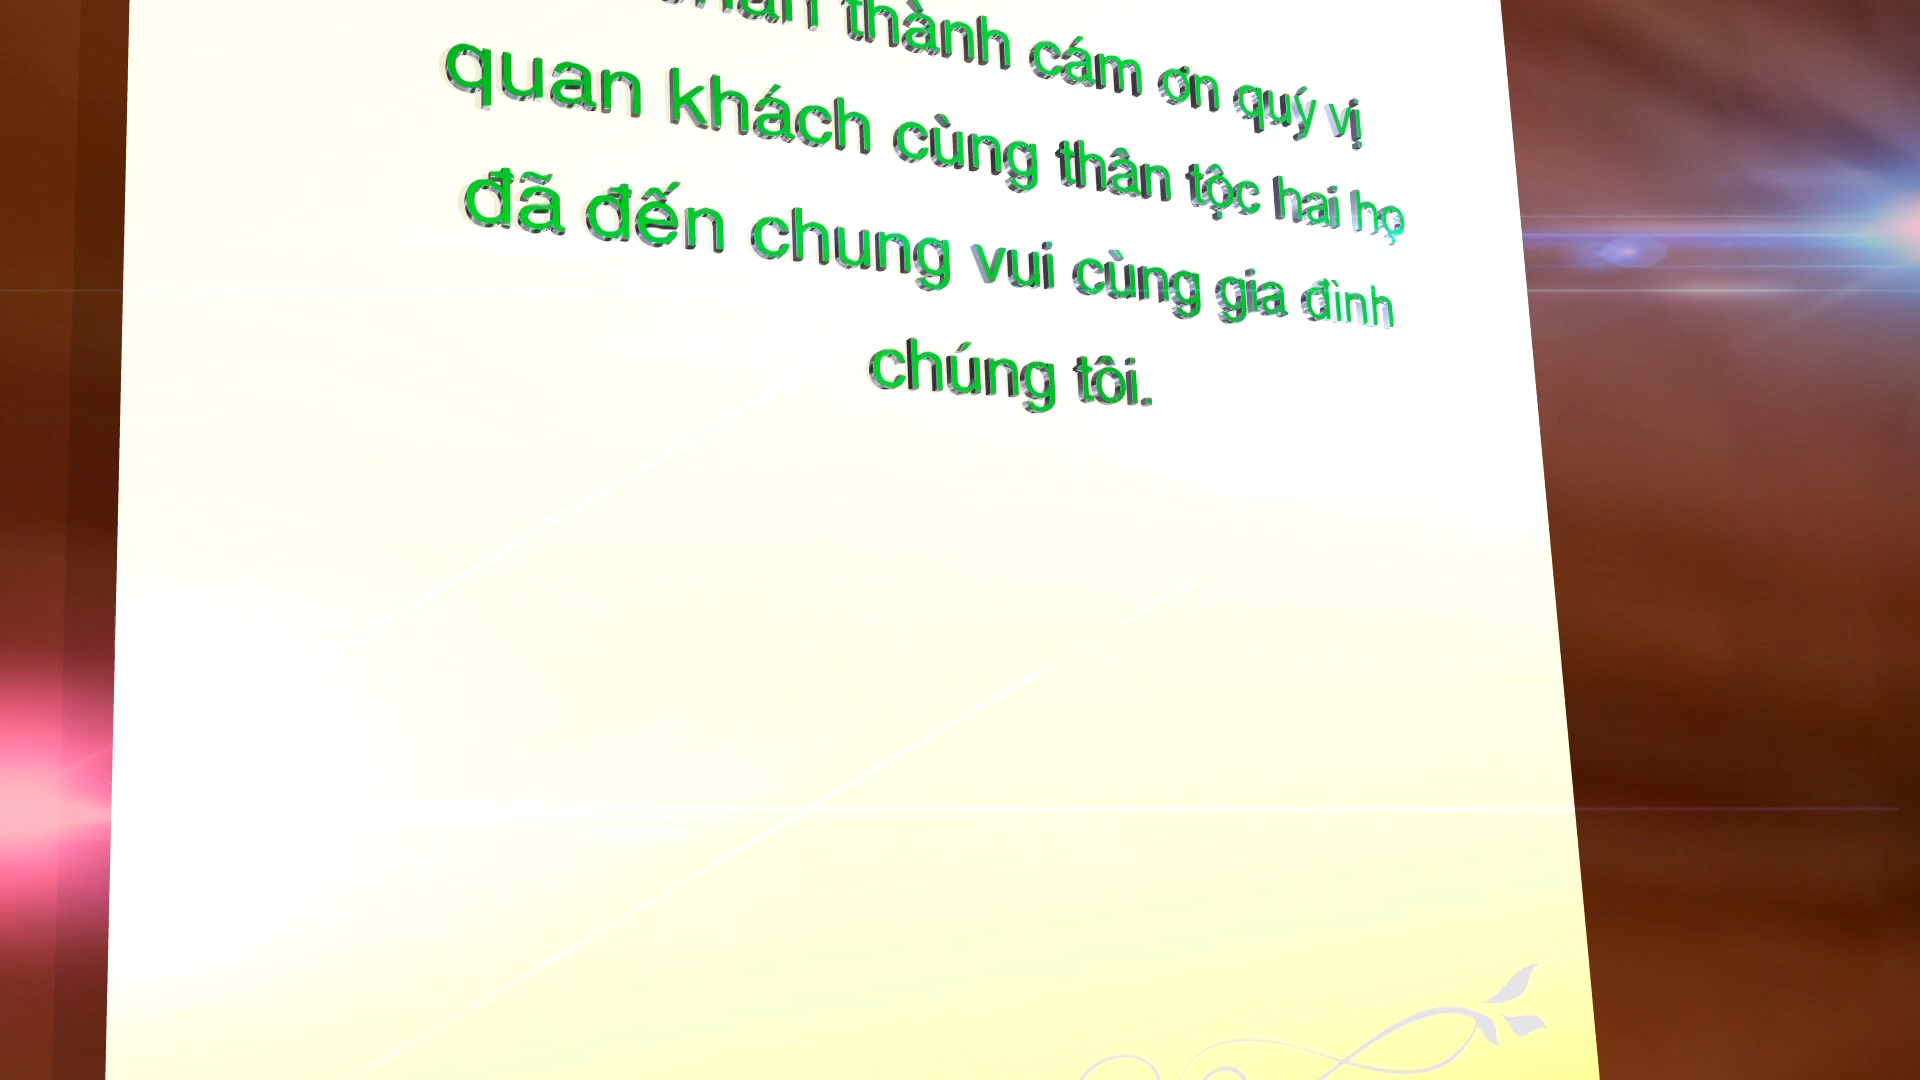 thành cám ơn quý vị
quan khách cùng thân tộc hai họ
đã đến chung vui cùng gia đình
chúng tôi.